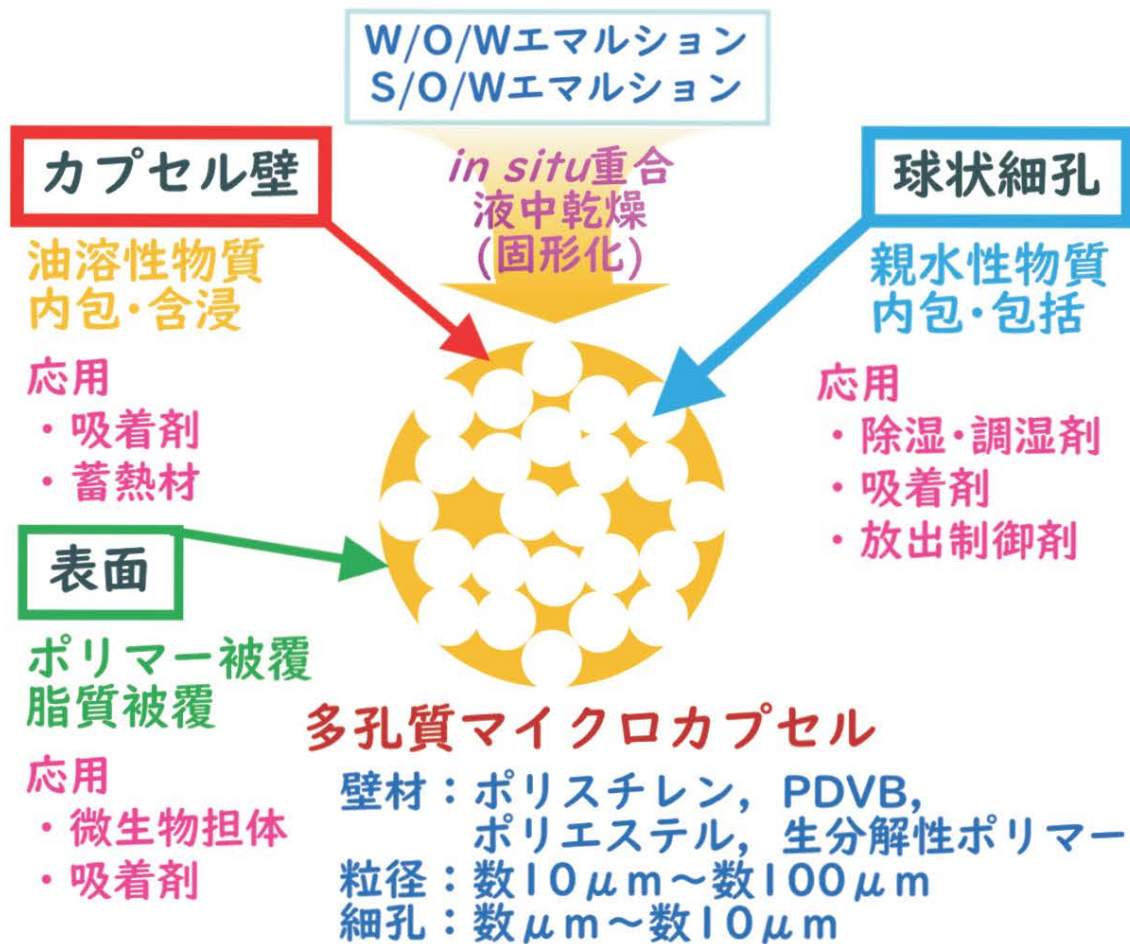 W/O/Wエマルション
S/O/Wエマルション
in situ重合
液中乾燥
(固形化)
カプセル壁
油溶性物質
内包・含浸
応用
・吸着剤
・蓄熱材
球状細孔
親水性物質
内包・包括
応用
・除湿・調湿剤
・吸着剤
・放出制御剤
表面
ポリマー被覆
脂質被覆
応用
・微生物担体
・吸着剤
多孔質マイクロカプセル
壁材：ポリスチレン，PDVB，
ポリエステル，生分解性ポリマー
粒径：数10μm～数100μm
細孔：数μm～数10μm